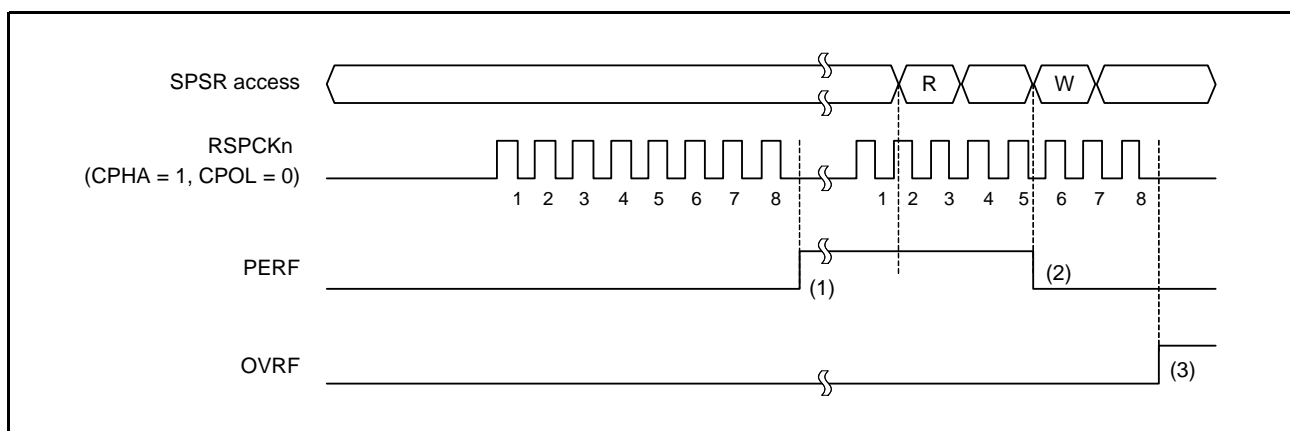 SPSR access
R
W
RSPCKn
(CPHA = 1, CPOL = 0)
1 2 3 4 5 6 7 8
1 2 3 4 5 6 7 8
PERF
(1)
(2)
OVRF
(3)